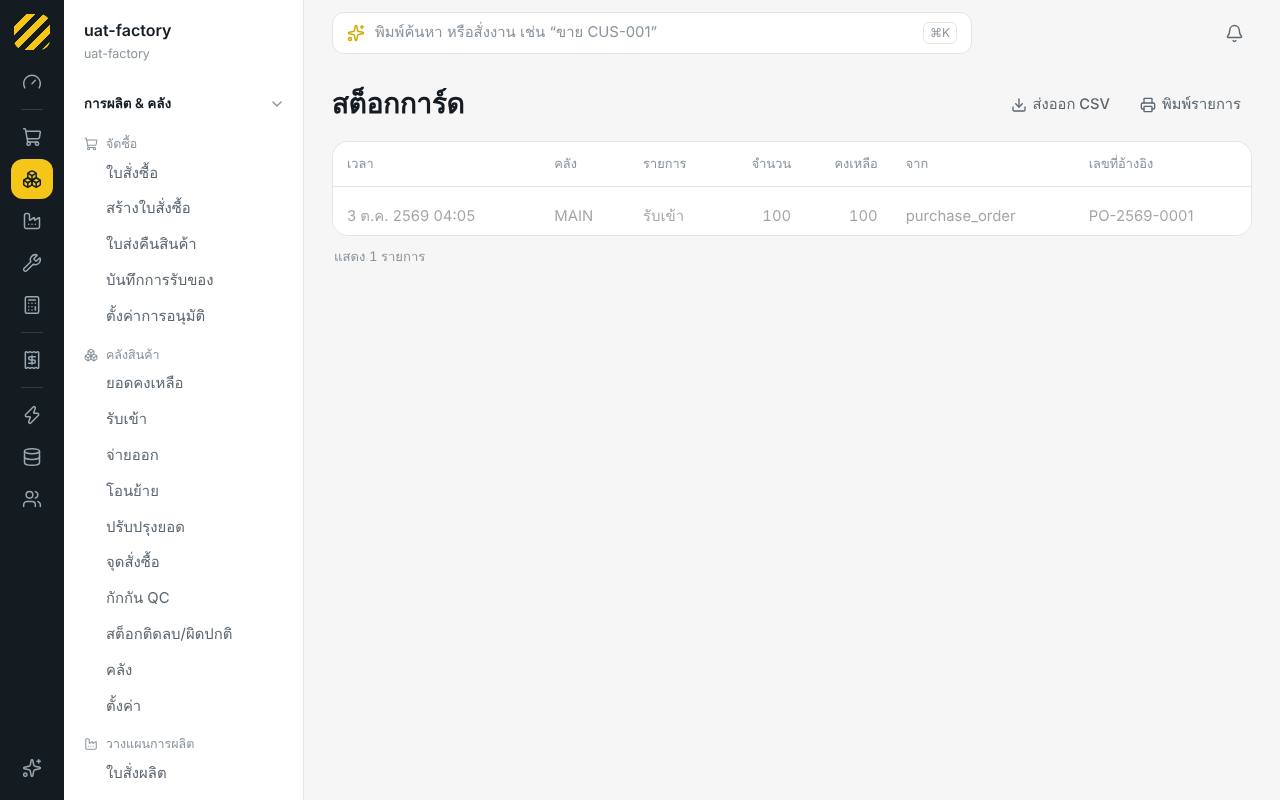 uat-factory
uat-factory
การผลิต & คลัง
จัดซื้อ
ใบสั่งซื้อ
สร้างใบสั่งซื้อ
ใบส่งคืนสินค้า
บันทึกการรับของ
ตั้งค่าการอนุมัติ
คลังสินค้า
ยอดคงเหลือ
รับเข้า
จ่ายออก
โอนย้าย
ปรับปรุงยอด
จุดสั่งซื้อ
กักกัน QC
สต็อกติดลบ/ผิดปกติ
คลัง
ตั้งค่า
วางแผนการผลิต
ใบสั่งผลิต
พิมพ์ค้นหา หรือสั่งงาน เช่น “ขาย CUS-001” ⌘K
สต็อกการ์ด
ส่งออก CSV พิมพ์รายการ
เวลา คลัง รายการ จำนวน คงเหลือ จาก เลขที่อ้างอิง
3 ต.ค. 2569 04:05 MAIN รับเข้า 100 100 purchase_order PO-2569-0001
แสดง 1 รายการ